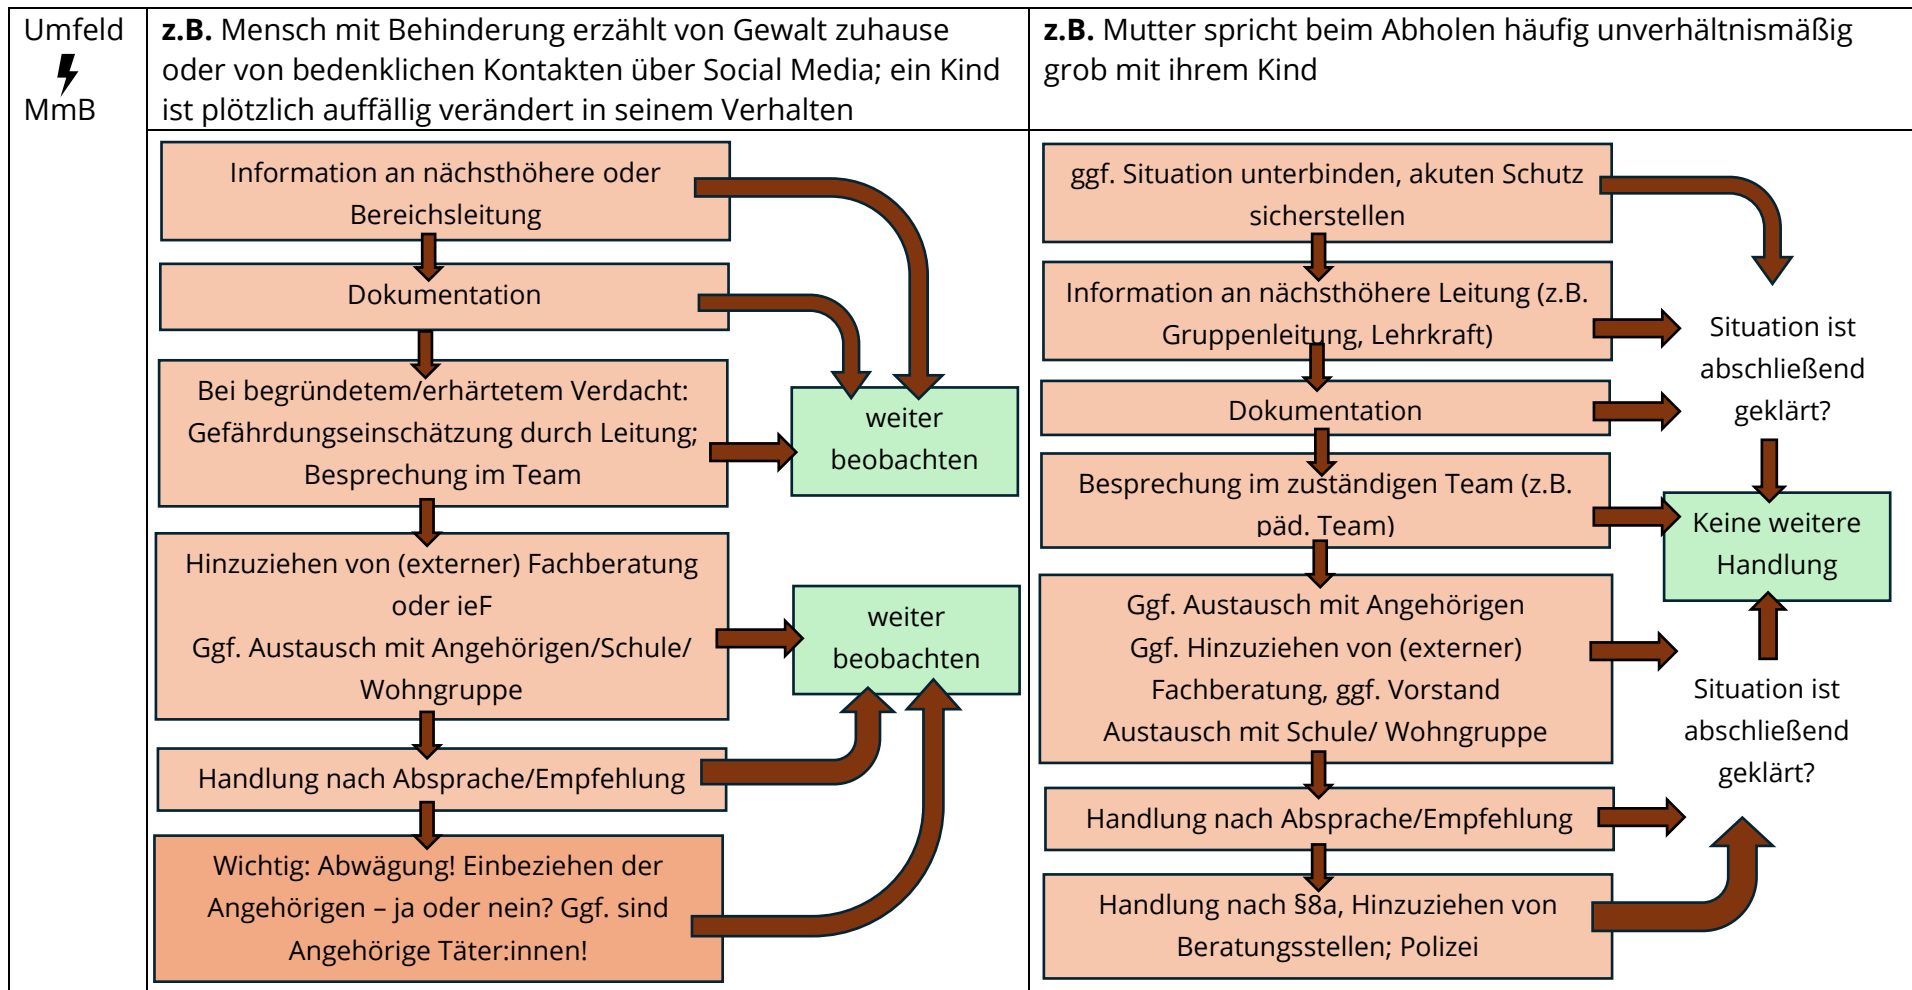 Umfeld
MmB
z.B. Mensch mit Behinderung erzählt von Gewalt zuhause
oder von bedenklichen Kontakten über Social Media; ein Kind
ist plötzlich auffällig verändert in seinem Verhalten
z.B. Mutter spricht beim Abholen häufig unverhältnismäßig
grob mit ihrem Kind
Information an nächsthöhere oder
Bereichsleitung
Dokumentation
Bei begründetem/erhärtetem Verdacht:
Gefährdungseinschätzung durch Leitung;
Besprechung im Team
weiter
beobachten
Hinzuziehen von (externer) Fachberatung
oder ieF
Ggf. Austausch mit Angehörigen/Schule/
Wohngruppe
weiter
beobachten
Handlung nach Absprache/Empfehlung
Wichtig: Abwägung! Einbeziehen der
Angehörigen – ja oder nein? Ggf. sind
Angehörige Täter:innen!
ggf. Situation unterbinden, akuten Schutz
sicherstellen
Information an nächsthöhere Leitung (z.B.
Gruppenleitung, Lehrkraft)
Situation ist
abschließend
geklärt?
Dokumentation
Besprechung im zuständigen Team (z.B.
päd. Team)
Keine weitere
Handlung
Ggf. Austausch mit Angehörigen
Ggf. Hinzuziehen von (externer)
Fachberatung, ggf. Vorstand
Austausch mit Schule/ Wohngruppe
Situation ist
abschließend
geklärt?
Handlung nach Absprache/Empfehlung
Handlung nach §8a, Hinzuziehen von
Beratungsstellen; Polizei